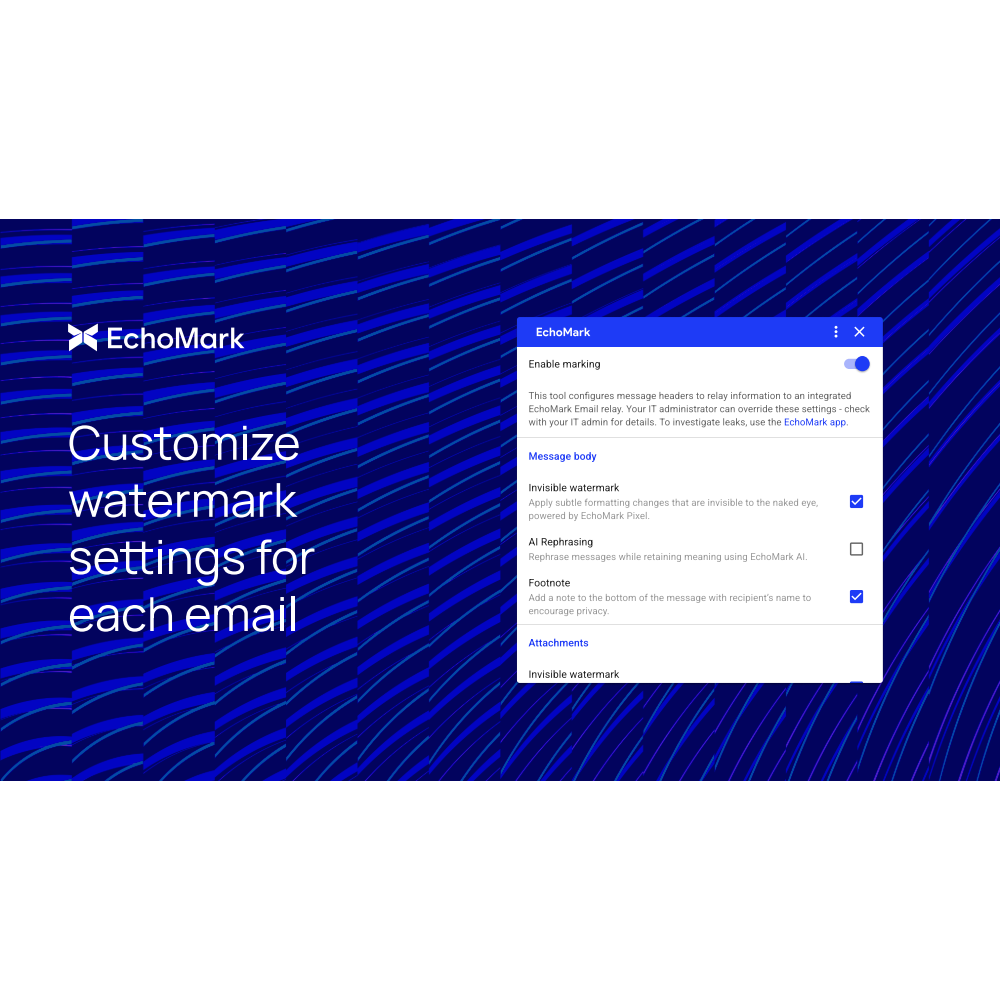 EchoMark
Customize
watermark
settings for
each email
EchoMark
Enable marking
This tool configures message headers to relay information to an integrated
EchoMark Email relay. Your IT administrator can override these settings - check
with your IT admin for details. To investigate leaks, use the EchoMark app.
Message body
Invisible watermark
Apply subtle formatting changes that are invisible to the naked eye,
powered by EchoMark Pixel.
AI Rephrasing
Rephrase messages while retaining meaning using EchoMark AI.
Footnote
Add a note to the bottom of the message with recipient's name to
encourage privacy.
Attachments
Invisible watermark